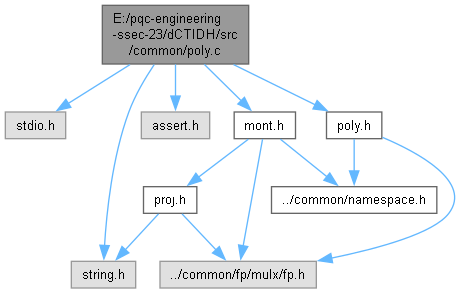 E:/pqc-engineering
-ssec-23/dCTIDH/src
/common/poly.c
stdio.h
assert.h
mont.h
poly.h
proj.h
../common/namespace.h
string.h
../common/fp/mulx/fp.h